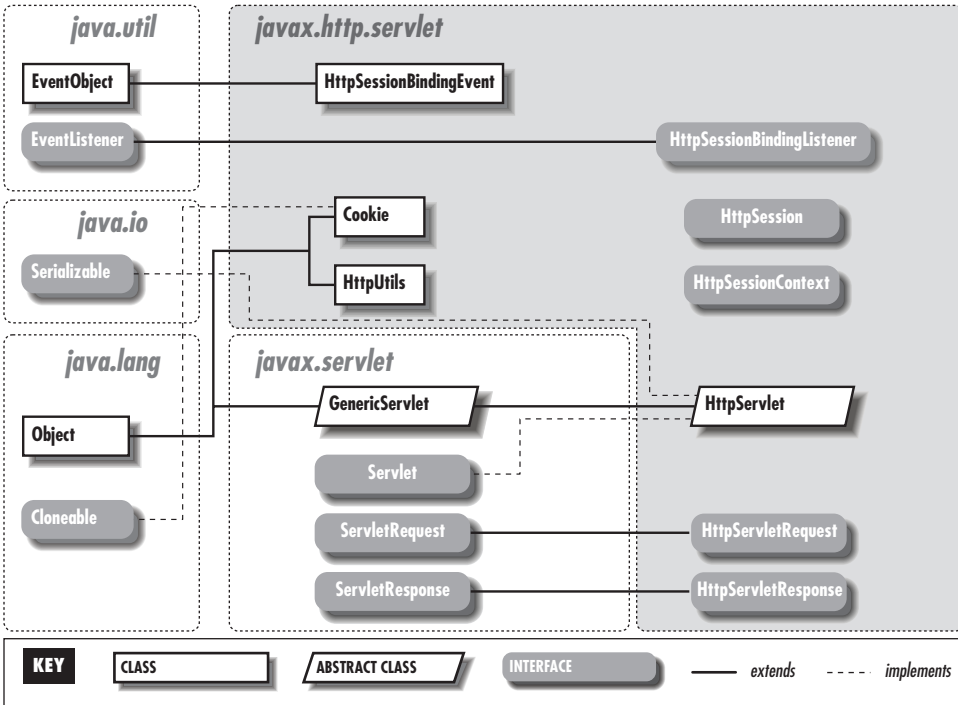 java.util
javax.http.servlet
EventObject
HttpSessionBindingEvent
EventListener
HttpSessionBindingListener
java.io
Cookie
HttpSession
Serializable
HttpUtils
HttpSessionContext
java.lang
javax.servlet
GenericServlet
HttpServlet
Object
Servlet
Cloneable
ServletRequest
HttpServletRequest
ServletResponse
HttpServletResponse
KEY
CLASS
ABSTRACT CLASS
INTERFACE
extends
implements